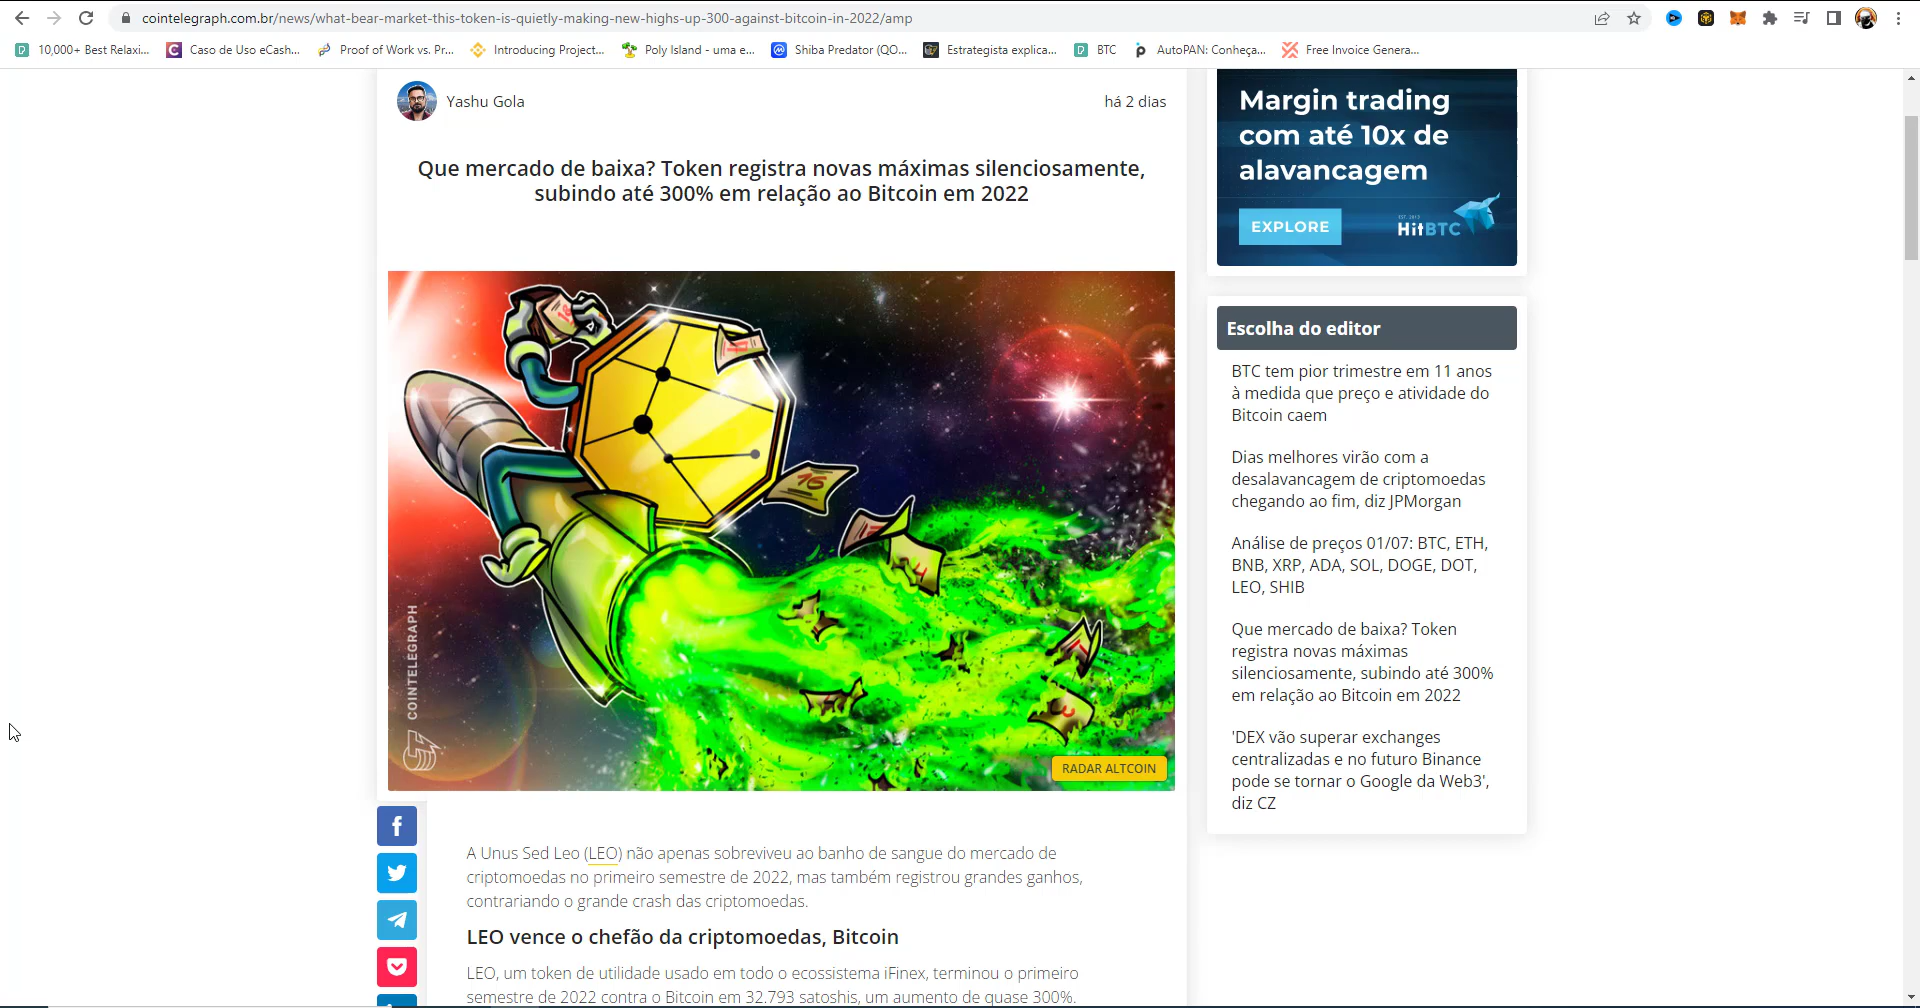 cointelegraph.com.br/news/what-bear-market-this-token-is-quietly-making-new-highs-up-300-against-bitcoin-in-2022/amp
10,000+ Best Relaxi...
Caso de Uso eCash...
Proof of Work vs. Pr...
Introducing Project...
Poly Island - uma e...
Shiba Predator (QO...
Estrategista explica...
BTC
AutoPAN: Conheça...
Free Invoice Genera...
Yashu Gola
há 2 dias
Que mercado de baixa? Token registra novas máximas silenciosamente,
subindo até 300% em relação ao Bitcoin em 2022
16
16
4
3
COINTELEGRAPH
RADAR ALTCOIN
A Unus Sed Leo (LEO) não apenas sobreviveu ao banho de sangue do mercado de
criptomoedas no primeiro semestre de 2022, mas também registrou grandes ganhos,
contrariando o grande crash das criptomoedas.
LEO vence o chefão da criptomoedas, Bitcoin
LEO, um token de utilidade usado em todo o ecossistema iFinex, terminou o primeiro
semestre de 2022 contra o Bitcoin em 32.793 satoshis, um aumento de quase 300%.
Margin trading
com até 10x de
alavancagem
EXPLORE
EST. 2013
HitBTC
Escolha do editor
BTC tem pior trimestre em 11 anos
à medida que preço e atividade do
Bitcoin caem
Dias melhores virão com a
desalavancagem de criptomoedas
chegando ao fim, diz JPMorgan
Análise de preços 01/07: BTC, ETH,
BNB, XRP, ADA, SOL, DOGE, DOT,
LEO, SHIB
Que mercado de baixa? Token
registra novas máximas
silenciosamente, subindo até 300%
em relação ao Bitcoin em 2022
'DEX vão superar exchanges
centralizadas e no futuro Binance
pode se tornar o Google da Web3',
diz CZ